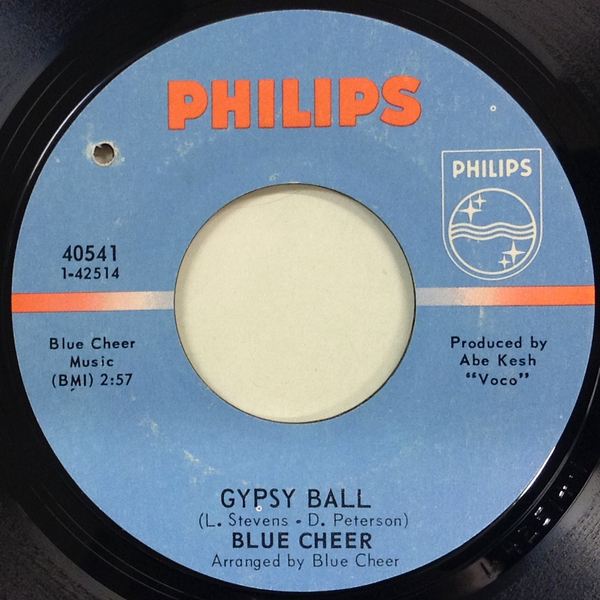 PHILIPS
PHILIPS
40541
1-42514
Blue Cheer
Music
(BMI) 2:57
Produced by
Abe Kesh
"Voco"
GYPSY BALL
(L. Stevens - D. Peterson)
BLUE CHEER
Arranged by Blue Cheer